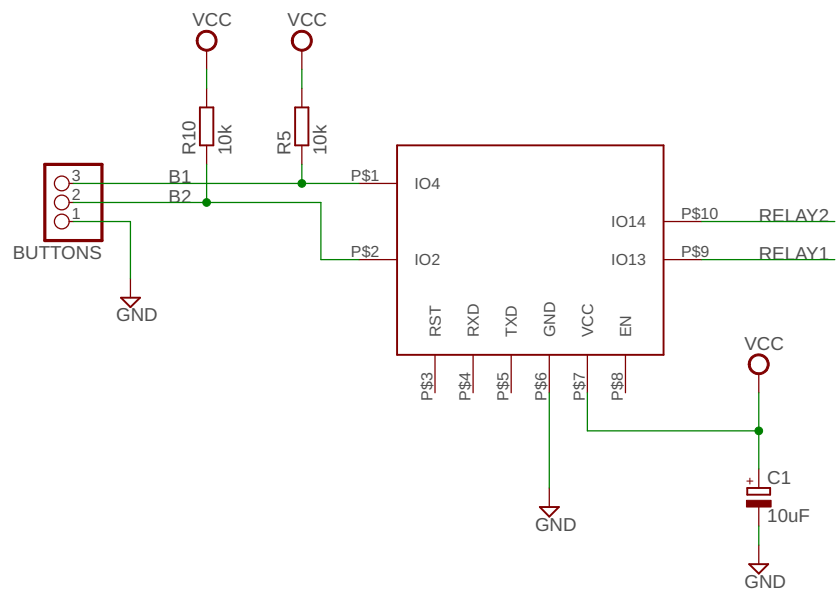 VCC
VCC
R10
10k
R5
10k
3
B1
P$1
IO4
2
B2
1
IO14
P$10
RELAY2
BUTTONS
P$2
IO2
IO13
P$9
RELAY1
GND
RST
RXD
TXD
GND
VCC
EN
P$3
P$4
P$5
P$6
P$7
P$8
VCC
+
C1
10uF
GND
GND